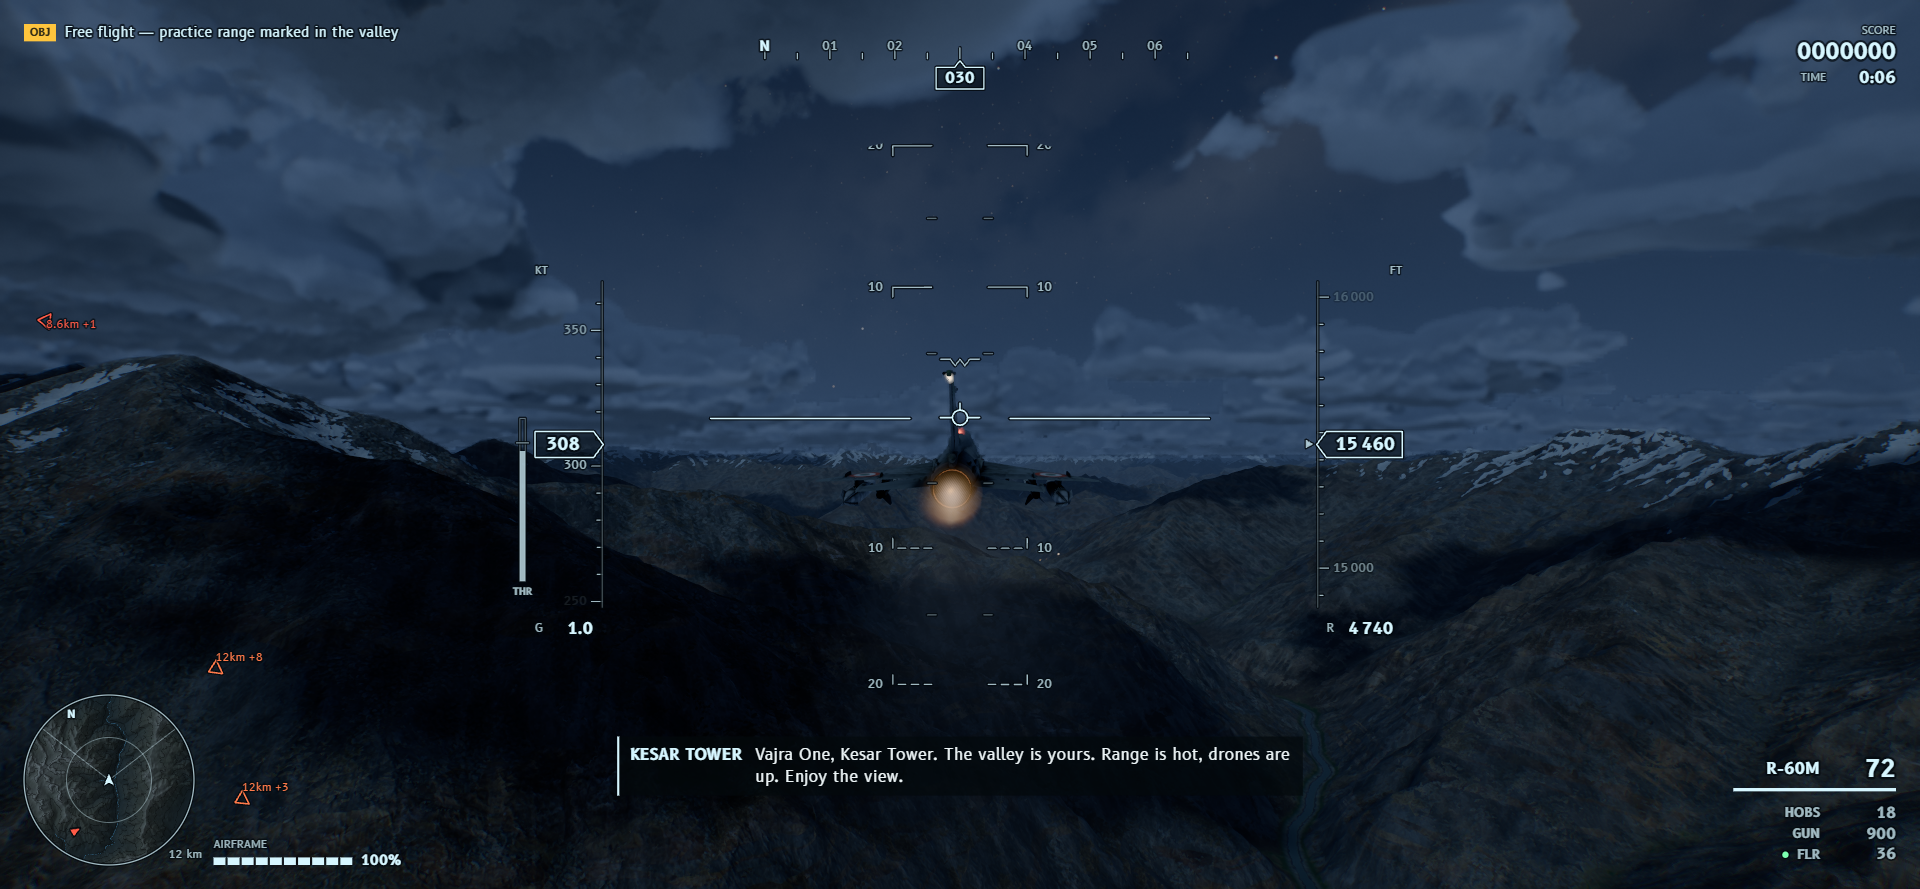 OBJ Free flight — practice range marked in the valley
N 01 02 04 05 06
030
SCORE
0000000
TIME 0:06
20 20
10 10
KT
FT
350
308
300
250
THR
G 1.0
16 000
15 460
15 000
R 4 740
10 10
20 20
8.6km +1
12km +8
12km +3
N
12 km
AIRFRAME
100%
KESAR TOWER Vajra One, Kesar Tower. The valley is yours. Range is hot, drones are
up. Enjoy the view.
R-60M 72
HOBS 18
GUN 900
FLR 36